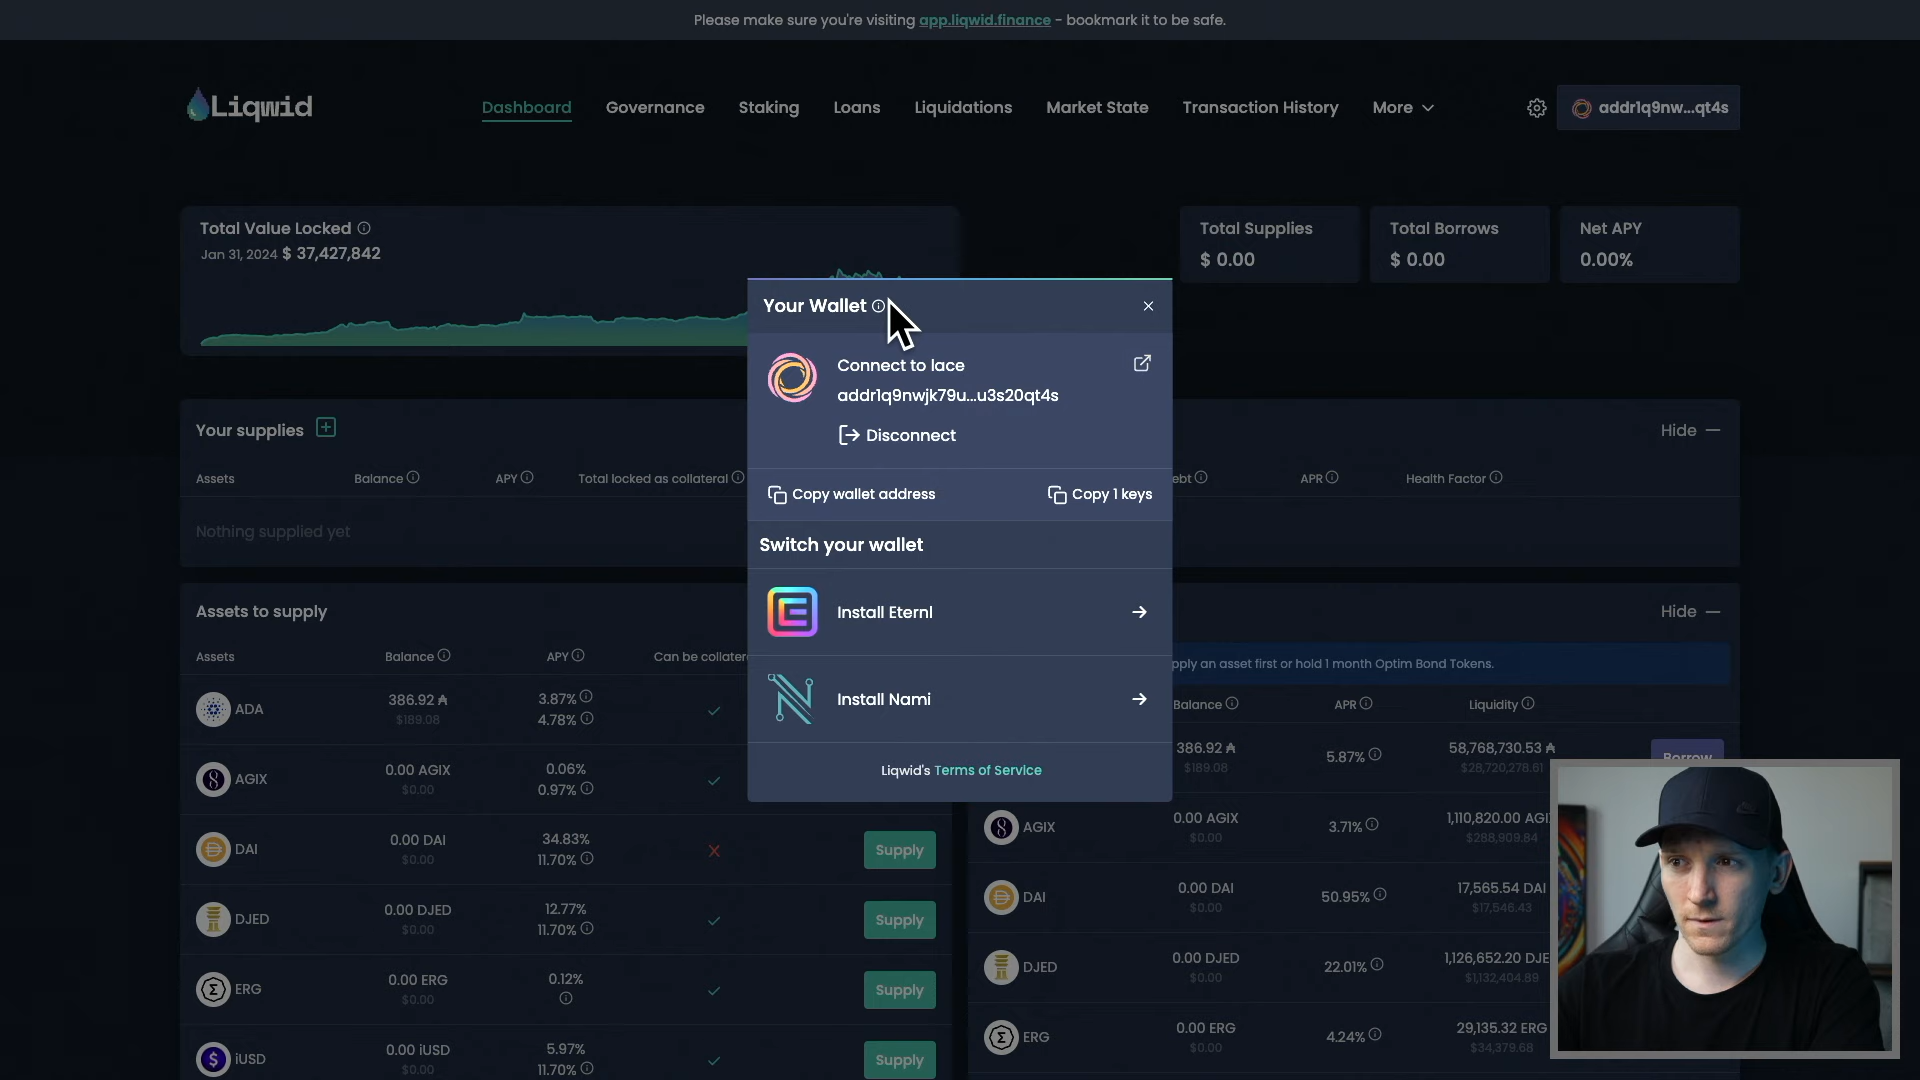 Please make sure you're visiting app.liqwid.finance - bookmark it to be safe.
Liqwid
Dashboard Governance Staking Loans Liquidations Market State Transaction History More
addr1q9nw...qt4s
Total Value Locked
Jan 31, 2024 $ 37,427,842
Total Supplies
$ 0.00
Total Borrows
$ 0.00
Net APY
0.00%
Your Wallet
Connect to lace
addr1q9nwjk79u...u3s20qt4s
Disconnect
Copy wallet address
Copy 1 keys
Switch your wallet
Install Eternl
Install Nami
Liqwid's Terms of Service
Your supplies
Assets Balance APY Total locked as collateral
Nothing supplied yet
Hide
ebt APR Health Factor
Assets to supply
Assets Balance APY Can be collater
ADA 386.92 ₳ 3.87%
$189.08 4.78%
AGIX 0.00 AGIX 0.06%
$0.00 0.97%
DAI 0.00 DAI 34.83% Supply
$0.00 11.70%
DJED 0.00 DJED 12.77% Supply
$0.00 11.70%
ERG 0.00 ERG 0.12% Supply
$0.00
iUSD 0.00 iUSD 5.97% Supply
$0.00 11.70%
Hide
pply an asset first or hold 1 month Optim Bond Tokens.
Balance APR Liquidity
386.92 ₳ 5.87% 58,768,730.53 ₳ Borrow
$189.08 $28,720,278.61
AGIX 0.00 AGIX 3.71% 1,110,820.00 AGI
$0.00 $288,909.84
DAI 0.00 DAI 50.95% 17,565.54 DAI
$0.00 $17,546.43
DJED 0.00 DJED 22.01% 1,126,652.20 DJE
$0.00 $1,132,404.89
ERG 0.00 ERG 4.24% 29,135.32 ERG
$0.00 $34,379.68